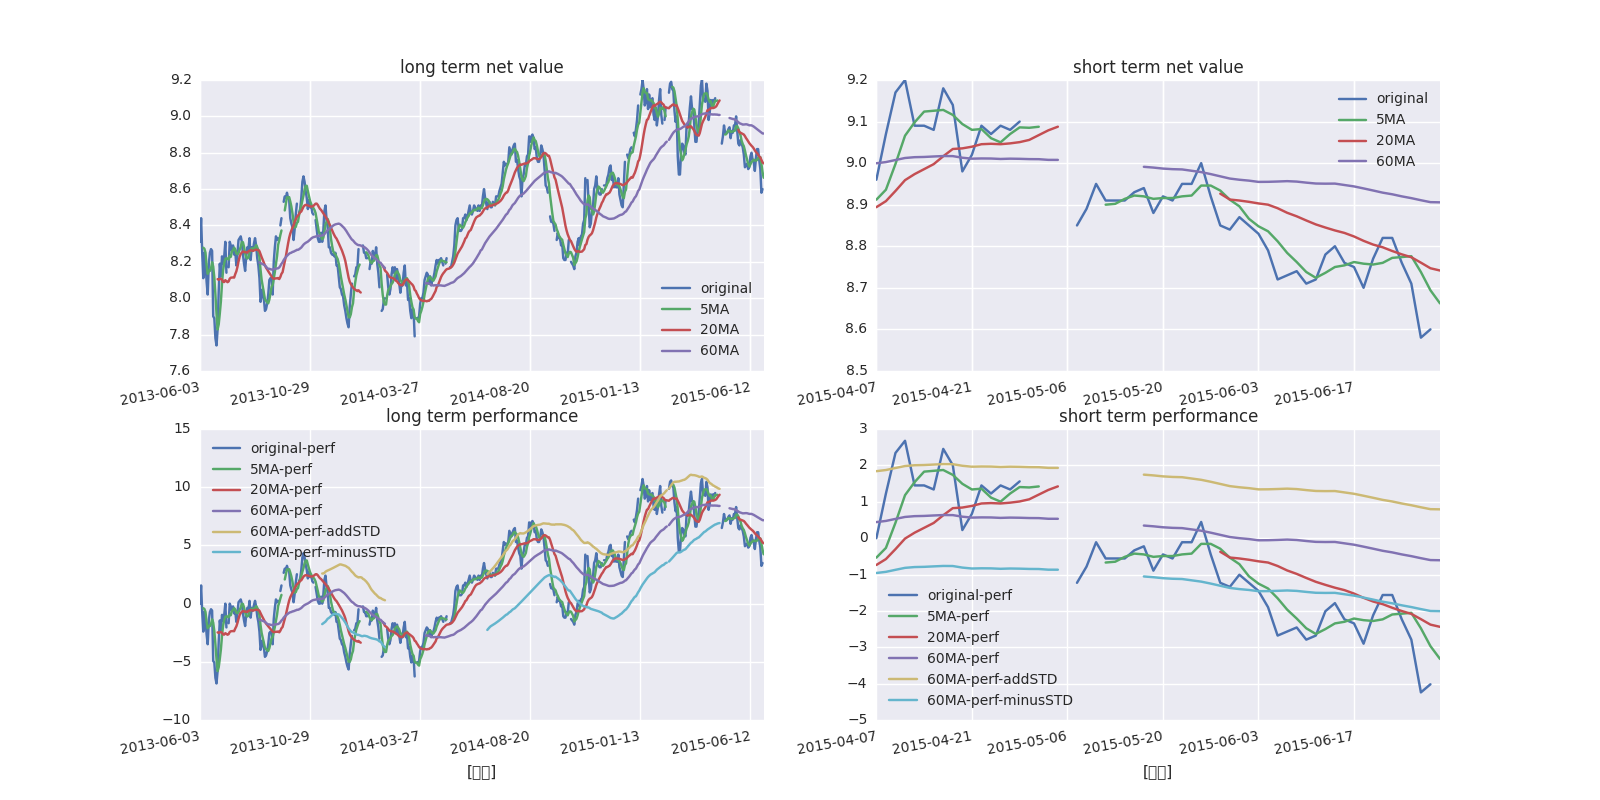 long term net value
9.2
9.0
8.8
8.6
8.4
8.2
8.0
7.8
7.6
original
5MA
20MA
60MA
2013-06-03 2013-10-29 2014-03-27 2014-08-20 2015-01-13 2015-06-12
short term net value
9.2
9.1
9.0
8.9
8.8
8.7
8.6
8.5
original
5MA
20MA
60MA
2015-04-07 2015-04-21 2015-05-06 2015-05-20 2015-06-03 2015-06-17
long term performance
15
10
5
0
−5
−10
original-perf
5MA-perf
20MA-perf
60MA-perf
60MA-perf-addSTD
60MA-perf-minusSTD
2013-06-03 2013-10-29 2014-03-27 2014-08-20 2015-01-13 2015-06-12
[▯▯]
short term performance
3
2
1
0
−1
−2
−3
−4
−5
original-perf
5MA-perf
20MA-perf
60MA-perf
60MA-perf-addSTD
60MA-perf-minusSTD
2015-04-07 2015-04-21 2015-05-06 2015-05-20 2015-06-03 2015-06-17
[▯▯]